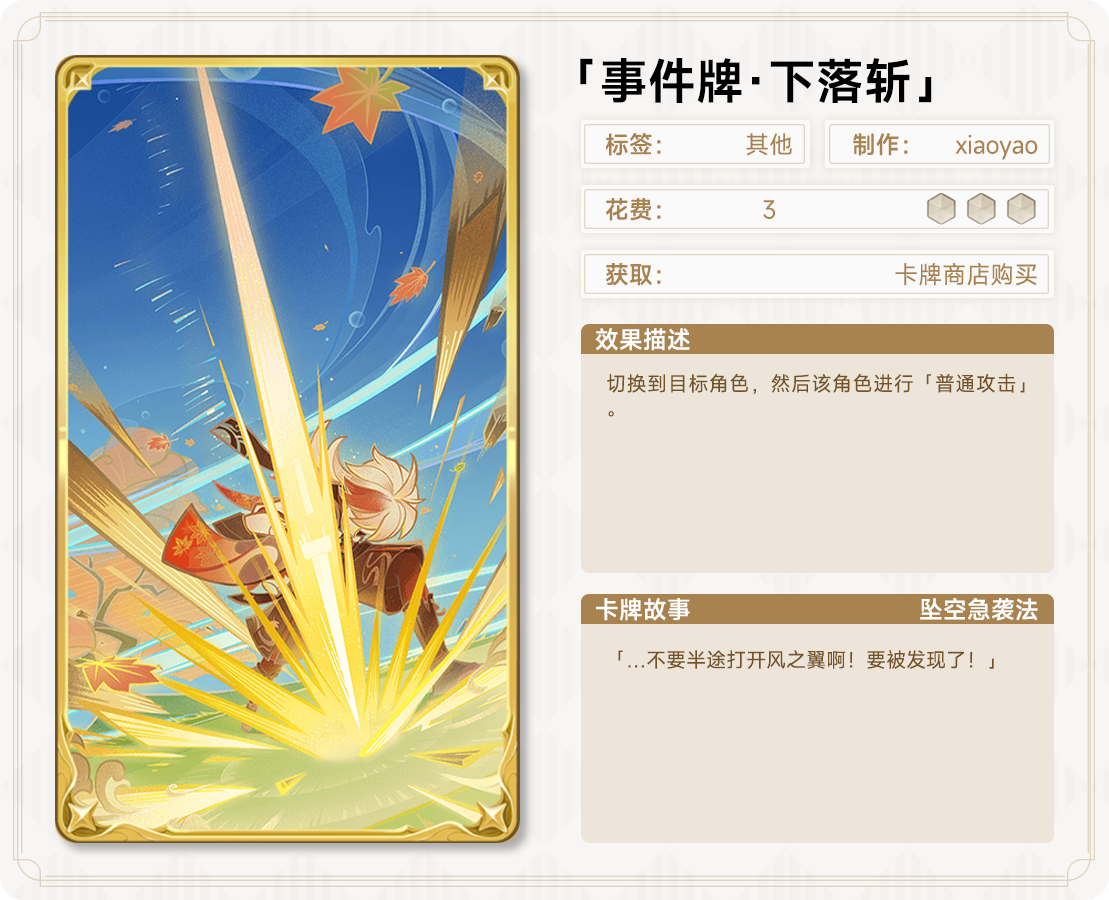 「事件牌·下落斩」
标签： 其他 制作： xiaoyao
花费： 3
获取： 卡牌商店购买
效果描述
切换到目标角色，然后该角色进行「普通攻击」
。
卡牌故事 坠空急袭法
「…不要半途打开风之翼啊！要被发现了！」